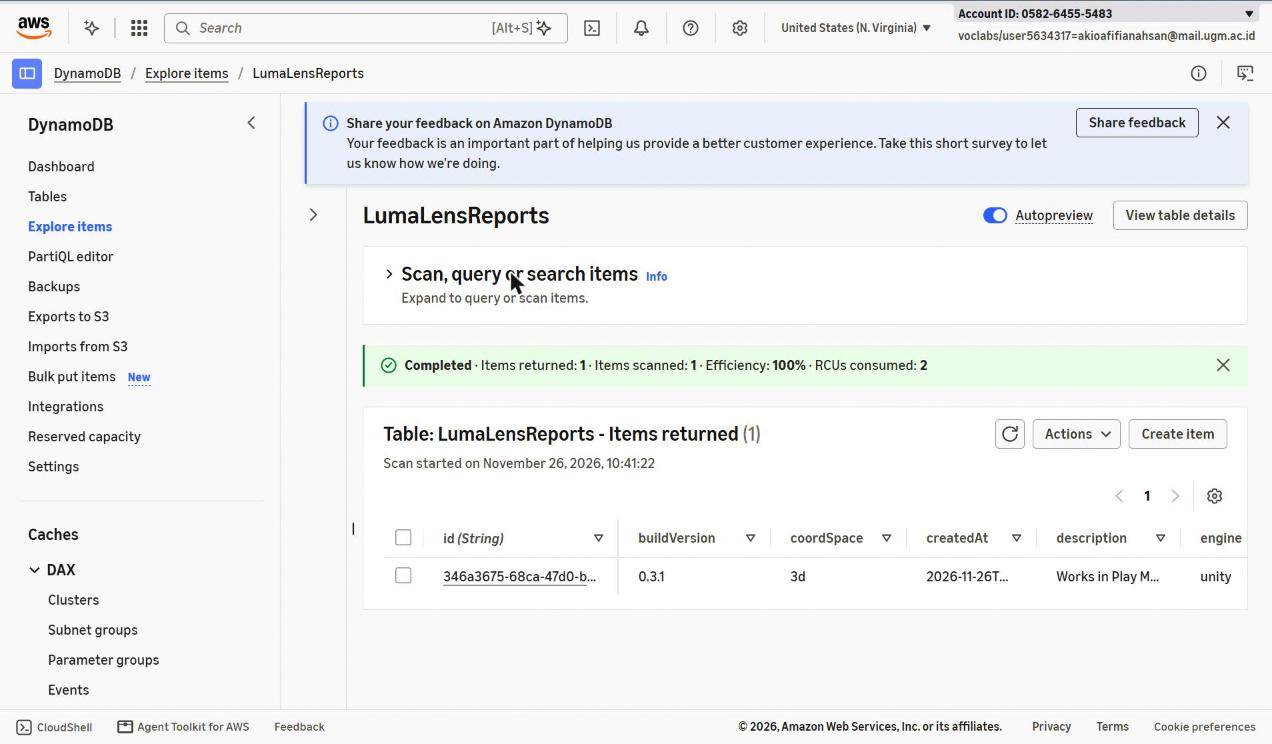 aws
Search
[Alt+S]
United States (N. Virginia)
Account ID: 0582-6455-5483
voclabs/user5634317=akioafifianahsan@mail.ugm.ac.id
DynamoDB / Explore items / LumaLensReports
DynamoDB
Dashboard
Tables
Explore items
PartiQL editor
Backups
Exports to S3
Imports from S3
Bulk put items New
Integrations
Reserved capacity
Settings
Caches
DAX
Clusters
Subnet groups
Parameter groups
Events
Share your feedback on Amazon DynamoDB
Your feedback is an important part of helping us provide a better customer experience. Take this short survey to let
us know how we're doing.
Share feedback
LumaLensReports
Autopreview
View table details
Scan, query or search items Info
Expand to query or scan items.
Completed · Items returned: 1 · Items scanned: 1 · Efficiency: 100% · RCUs consumed: 2
Table: LumaLensReports - Items returned (1)
Scan started on November 26, 2026, 10:41:22
Actions
Create item
1
id (String) buildVersion coordSpace createdAt description engine
346a3675-68ca-47d0-b... 0.3.1 3d 2026-11-26T... Works in Play M... unity
CloudShell Agent Toolkit for AWS Feedback
© 2026, Amazon Web Services, Inc. or its affiliates. Privacy Terms Cookie preferences